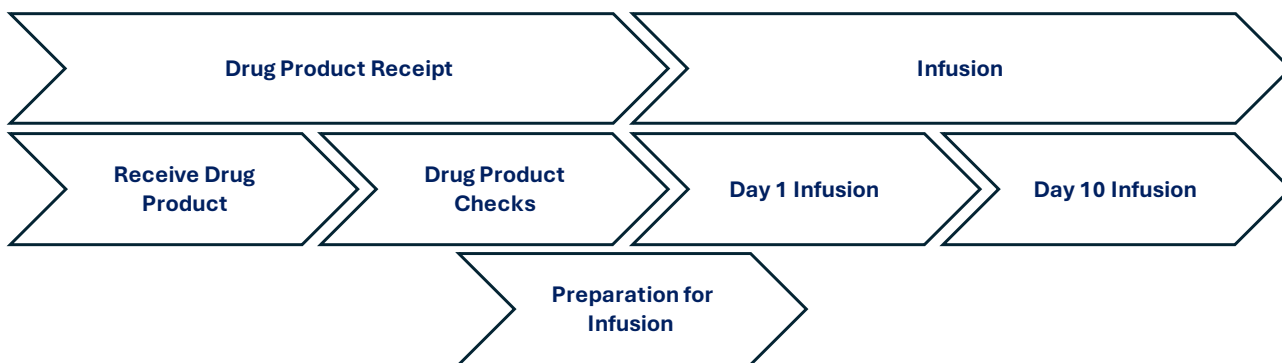 Drug Product Receipt
Infusion
Receive Drug
Product
Drug Product
Checks
Day 1 Infusion
Day 10 Infusion
Preparation for
Infusion